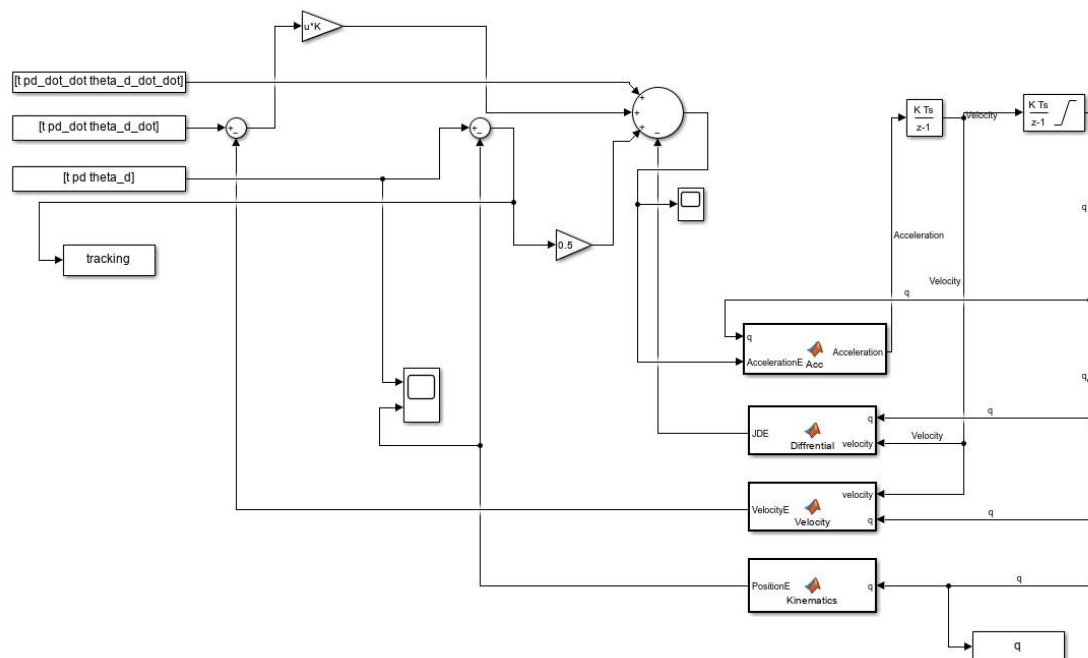 u*K
[t pd_dot_dot theta_d_dot_dot]
[t pd_dot theta_d_dot]
[t pd theta_d]
tracking
0.5
K Ts
z-1
Velocity
K Ts
z-1
q
Acceleration
Velocity
q
q
AccelerationE
Acceleration
Acc
q
JDE
q
velocity
Diffrential
q
Velocity
VelocityE
velocity
q
Velocity
q
PositionE
q
Kinematics
q
q